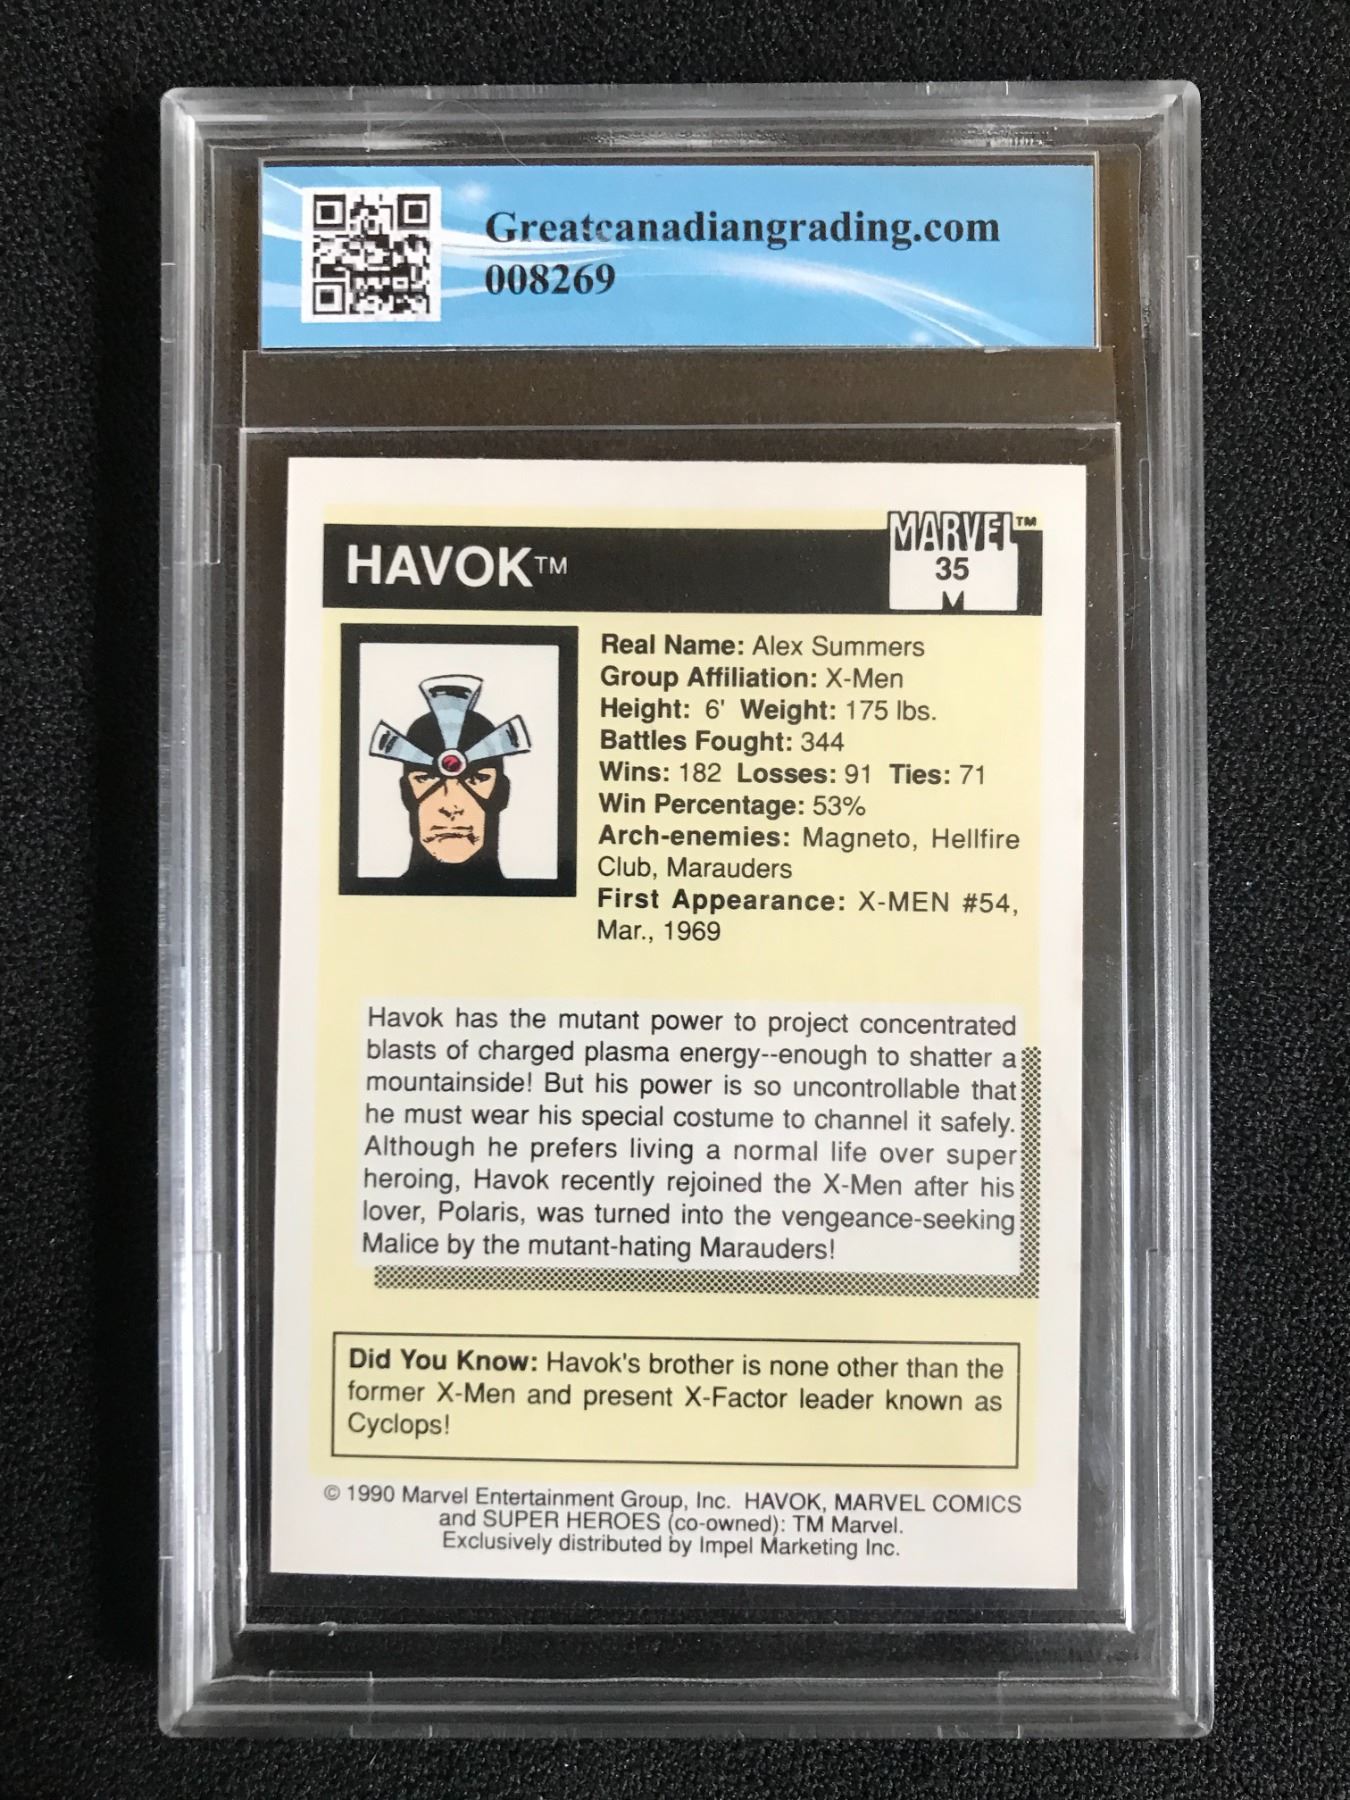 Greatcanadiangrading.com
008269
HAVOK™
MARVEL™
35
Real Name: Alex Summers
Group Affiliation: X-Men
Height: 6' Weight: 175 lbs.
Battles Fought: 344
Wins: 182 Losses: 91 Ties: 71
Win Percentage: 53%
Arch-enemies: Magneto, Hellfire
Club, Marauders
First Appearance: X-MEN #54,
Mar., 1969
Havok has the mutant power to project concentrated
blasts of charged plasma energy--enough to shatter a
mountainside! But his power is so uncontrollable that
he must wear his special costume to channel it safely.
Although he prefers living a normal life over super
heroing, Havok recently rejoined the X-Men after his
lover, Polaris, was turned into the vengeance-seeking
Malice by the mutant-hating Marauders!
Did You Know: Havok's brother is none other than the
former X-Men and present X-Factor leader known as
Cyclops!
© 1990 Marvel Entertainment Group, Inc. HAVOK, MARVEL COMICS
and SUPER HEROES (co-owned): TM Marvel.
Exclusively distributed by Impel Marketing Inc.